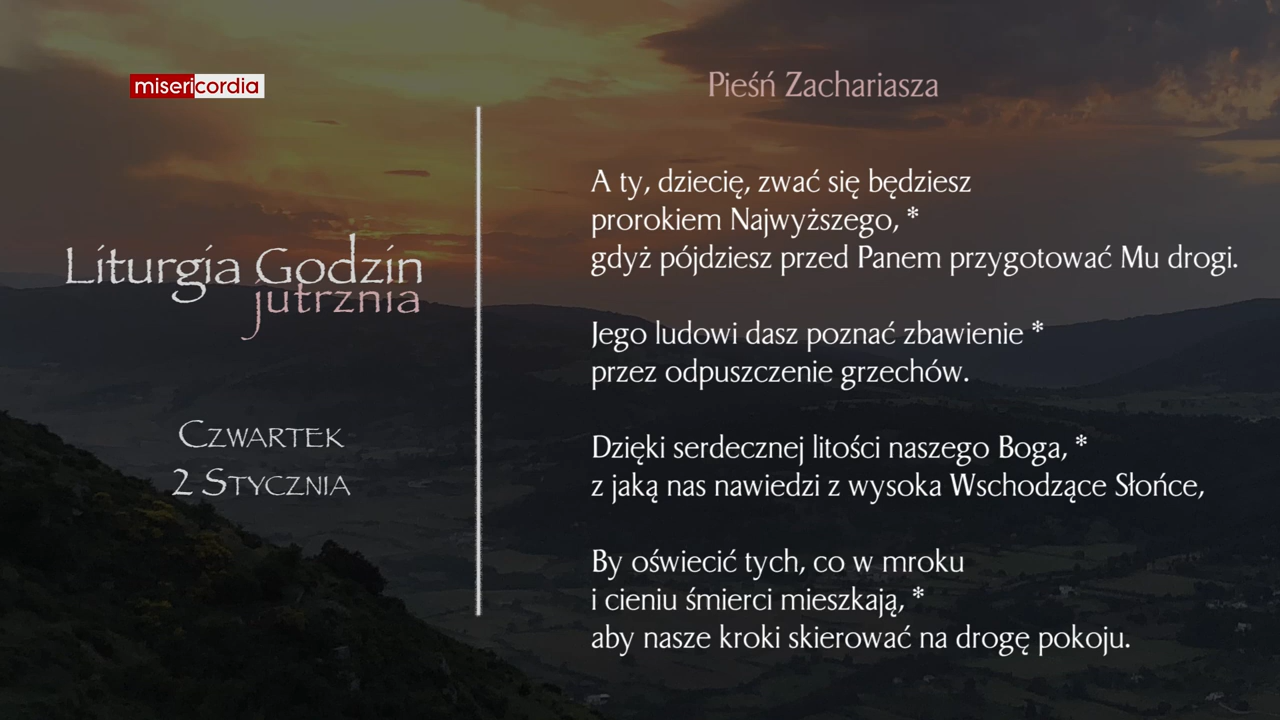 misericordia
Liturgia Godzin
jutrznia
Czwartek
2 Stycznia
Pieśń Zachariasza
A ty, dziecię, zwać się będziesz
prorokiem Najwyższego, *
gdyż pójdziesz przed Panem przygotować Mu drogi.
Jego ludowi dasz poznać zbawienie *
przez odpuszczenie grzechów.
Dzięki serdecznej litości naszego Boga, *
z jaką nas nawiedzi z wysoka Wschodzące Słońce,
By oświecić tych, co w mroku
i cieniu śmierci mieszkają, *
aby nasze kroki skierować na drogę pokoju.